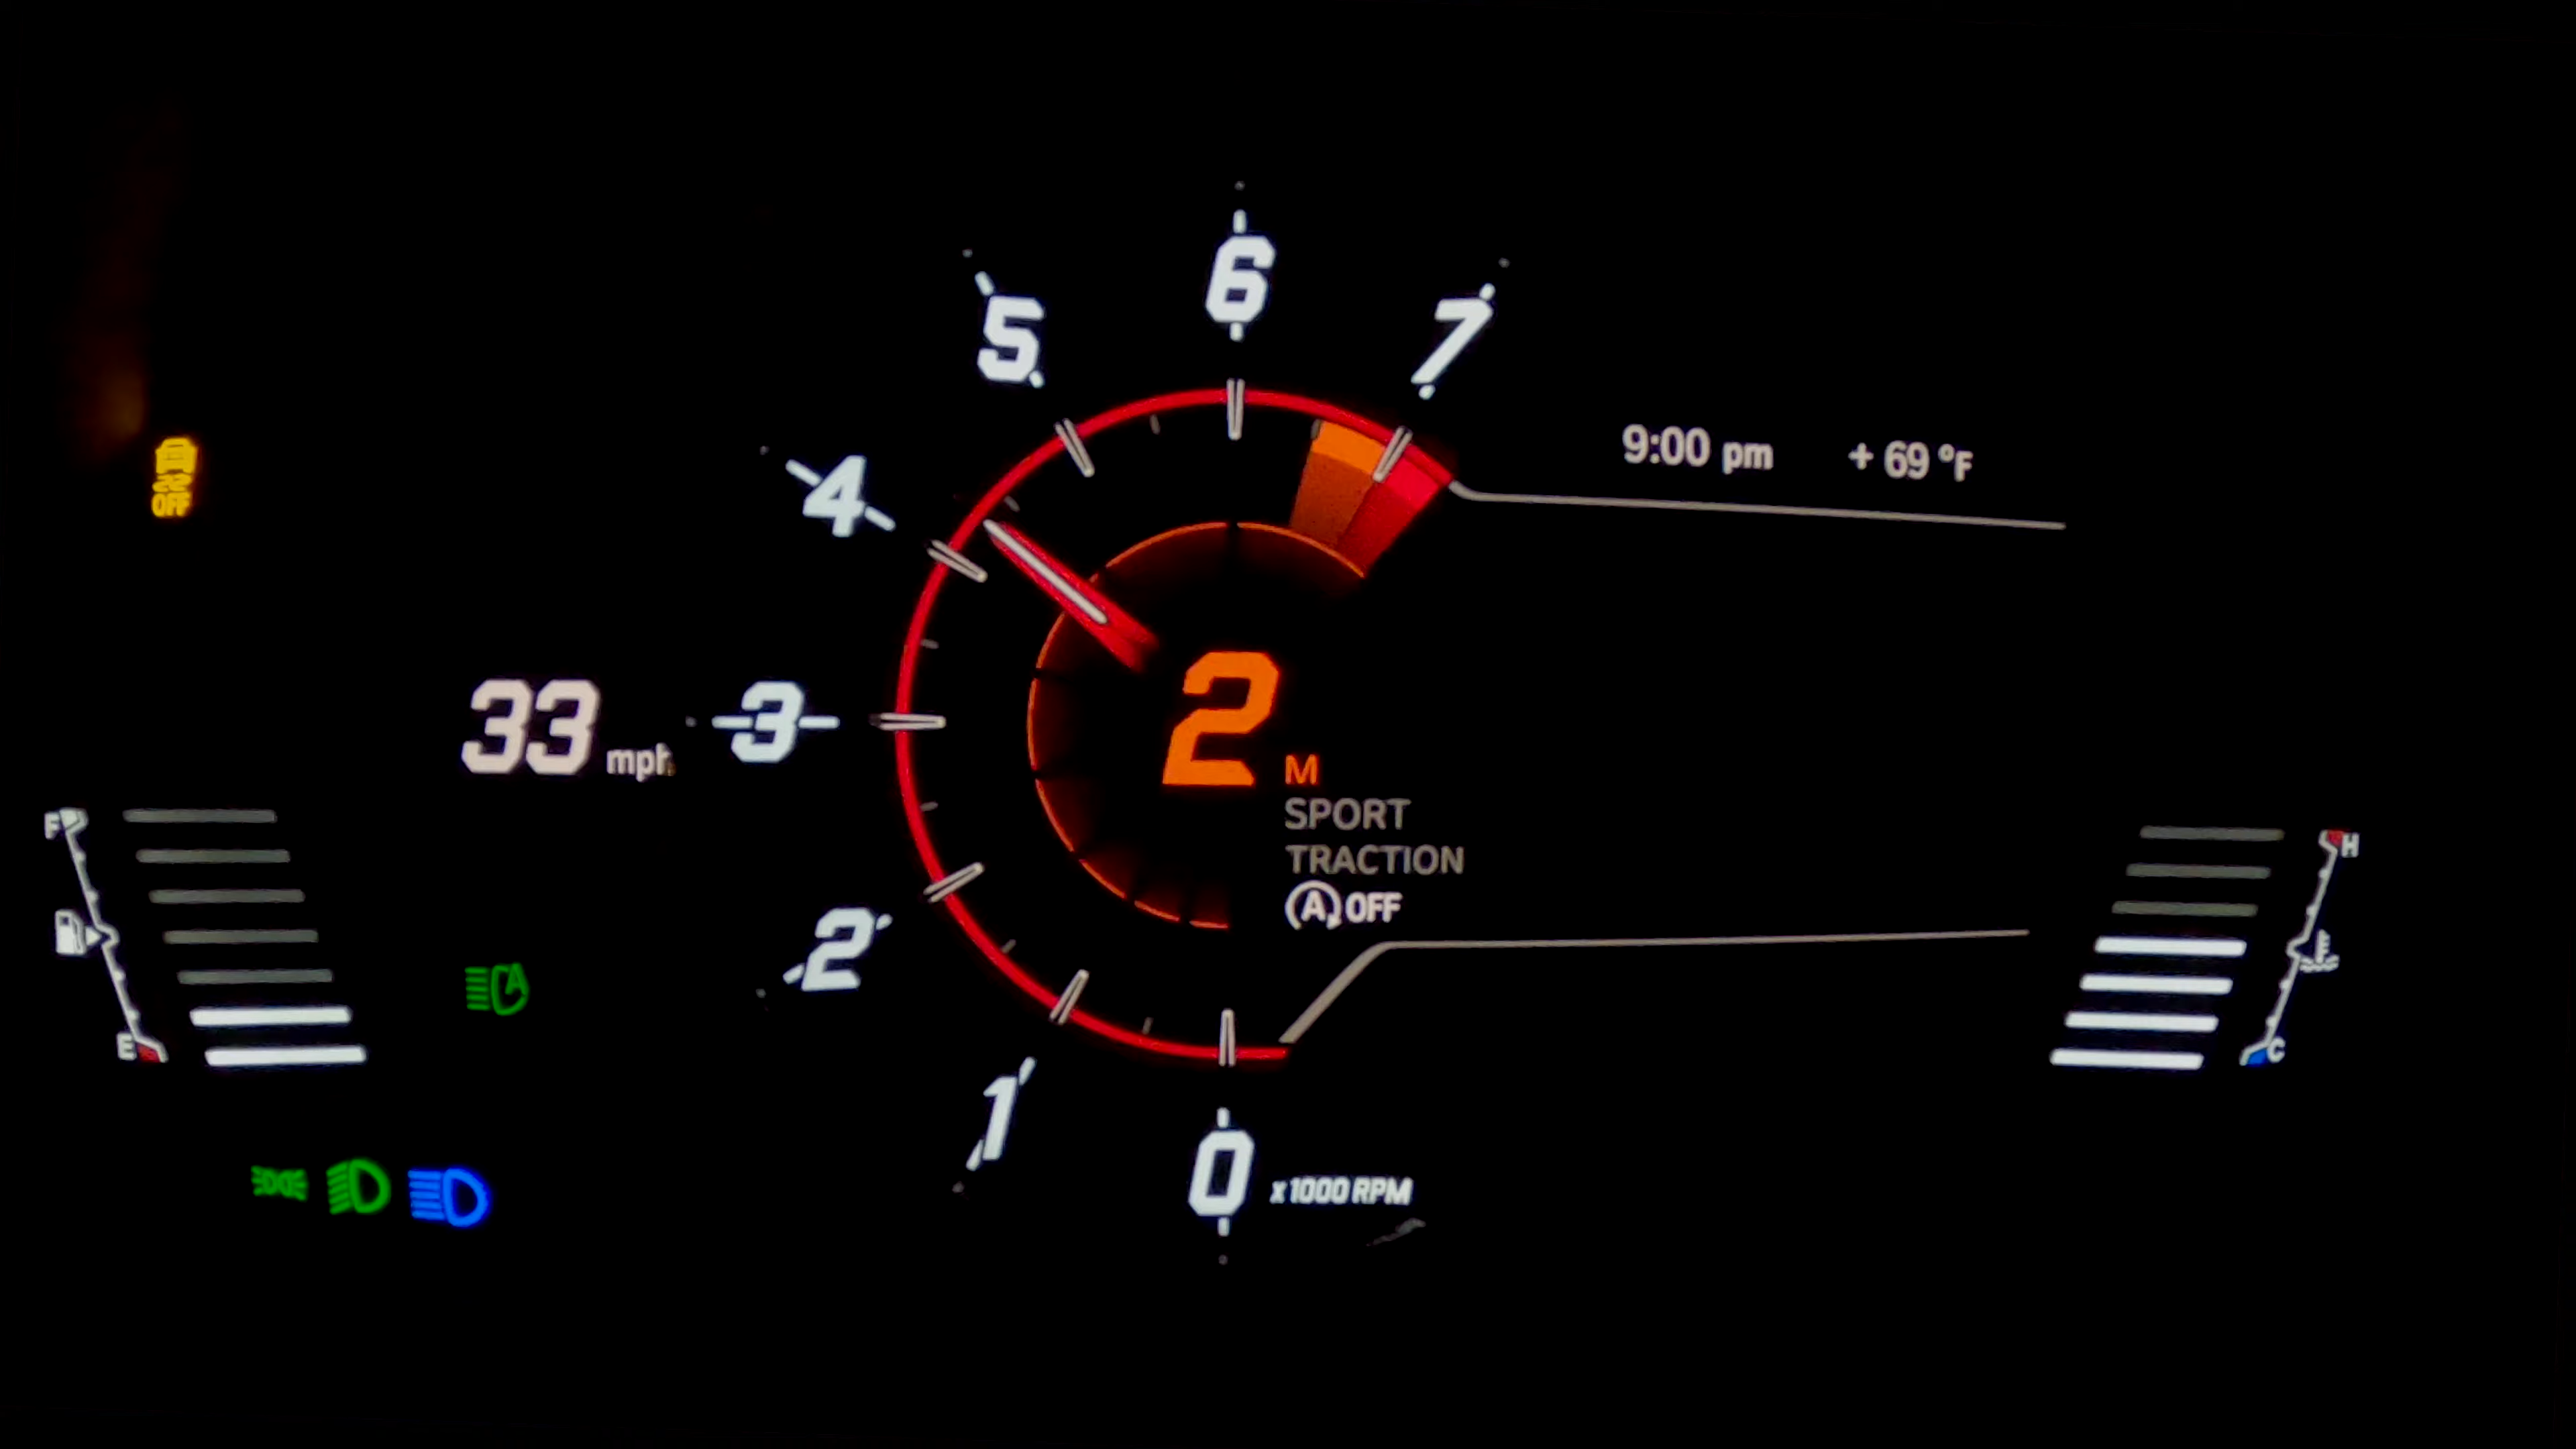 6
5
7
4
9:00 pm
+ 69 °F
OFF
33 mph
3
2
M
SPORT
TRACTION
A OFF
F
H
2
A
E
C
1
0
x1000 RPM